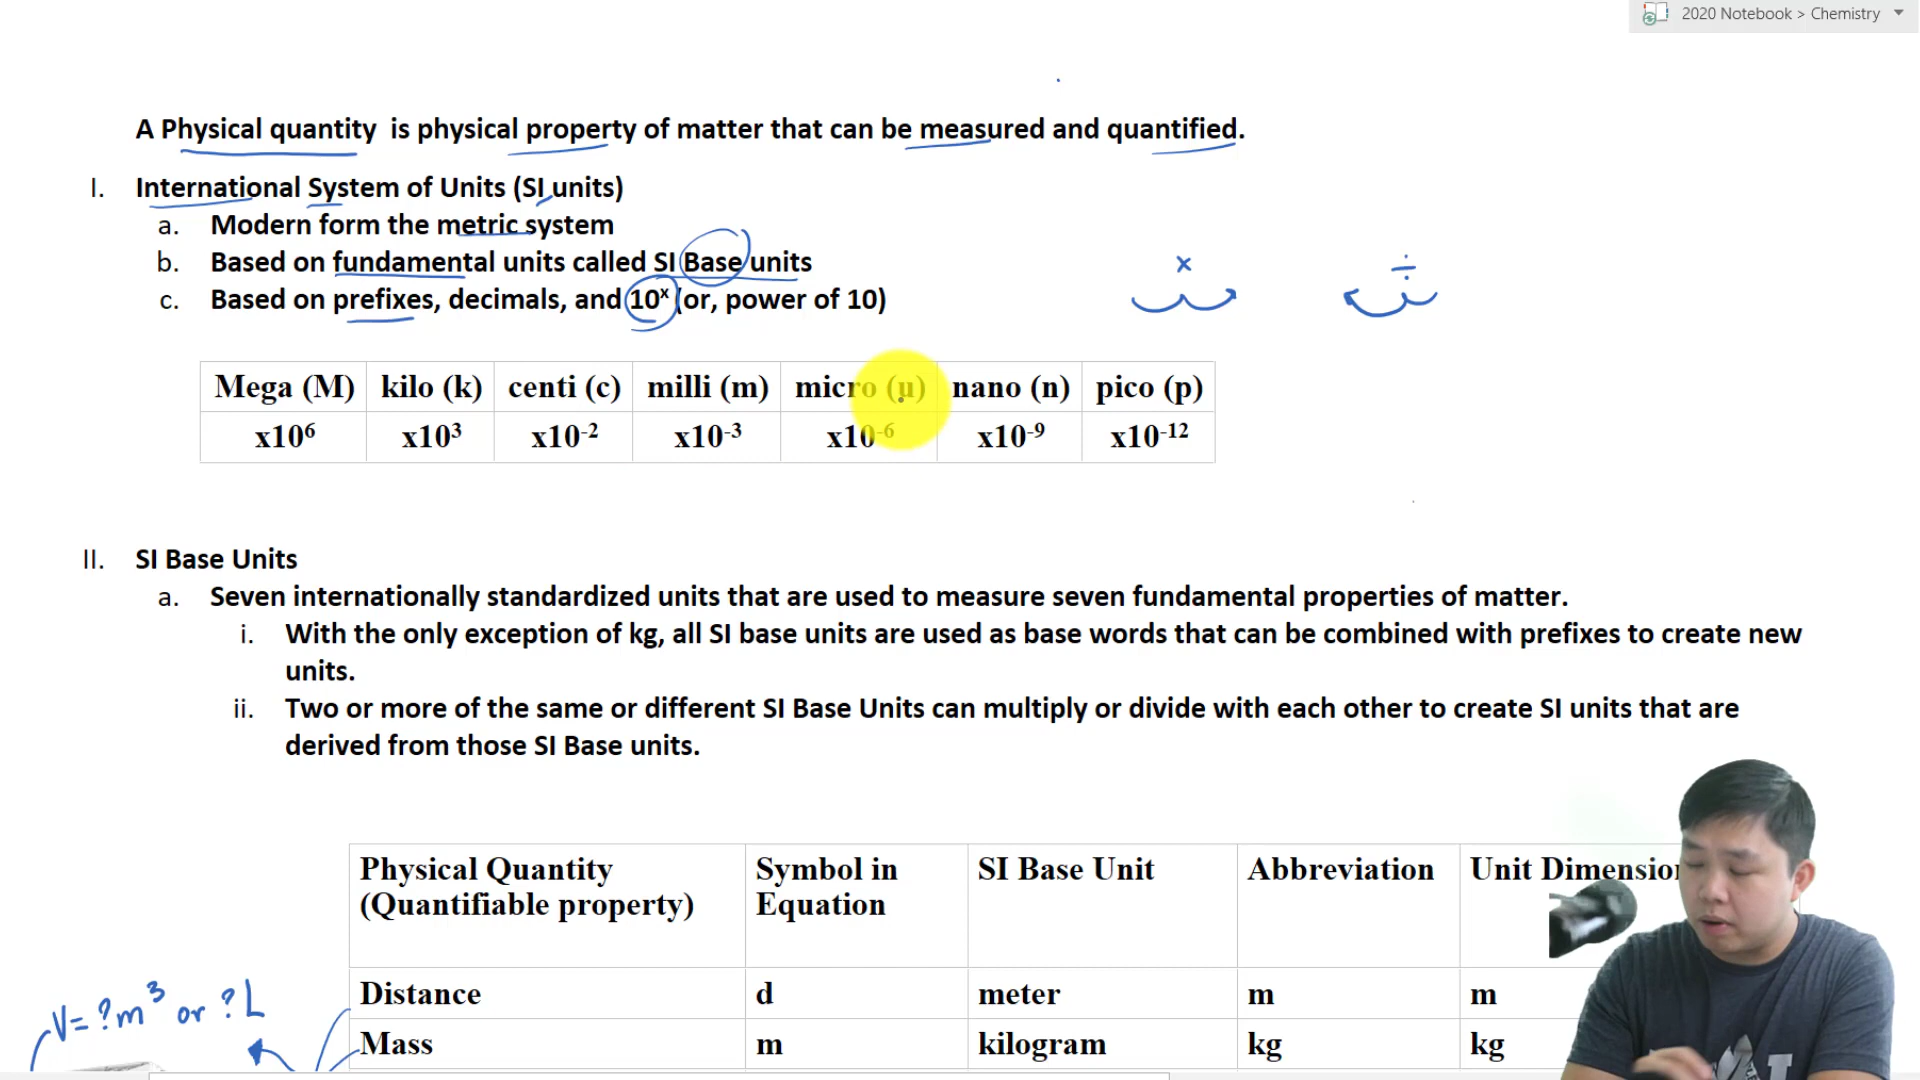 2020 Notebook > Chemistry
A Physical quantity is physical property of matter that can be measured and quantified.
I. International System of Units (SI units)
a. Modern form the metric system
b. Based on fundamental units called SI Base units
c. Based on prefixes, decimals, and 10ˣ (or, power of 10)
x ÷
Mega (M) kilo (k) centi (c) milli (m) micro (u) nano (n) pico (p)
x10⁶ x10³ x10⁻² x10⁻³ x10⁻⁶ x10⁻⁹ x10⁻¹²
II. SI Base Units
a. Seven internationally standardized units that are used to measure seven fundamental properties of matter.
i. With the only exception of kg, all SI base units are used as base words that can be combined with prefixes to create new
units.
ii. Two or more of the same or different SI Base Units can multiply or divide with each other to create SI units that are
derived from those SI Base units.
Physical Quantity Symbol in SI Base Unit Abbreviation Unit Dimension
(Quantifiable property) Equation
Distance d meter m m
Mass m kilogram kg kg
V= ?m³ or ?L